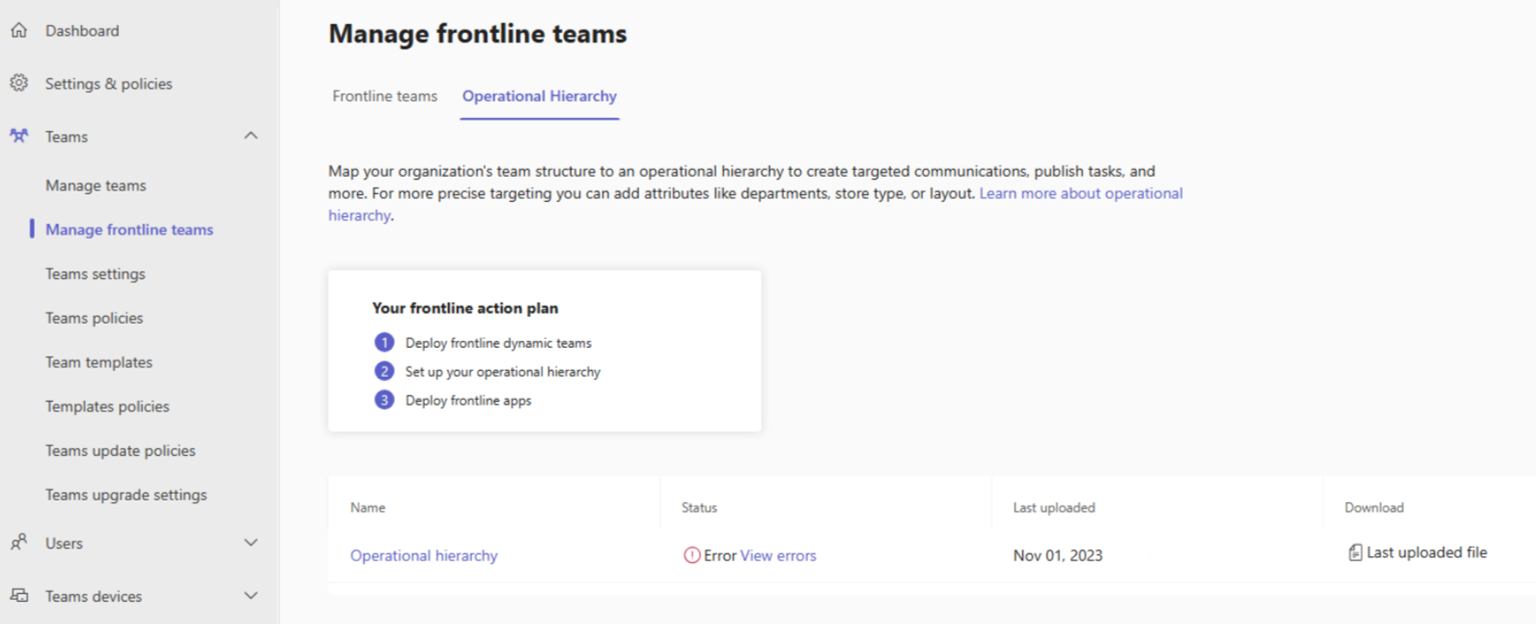 Dashboard
Settings & policies
Teams
Manage teams
Manage frontline teams
Teams settings
Teams policies
Team templates
Templates policies
Teams update policies
Teams upgrade settings
Users
Teams devices
Manage frontline teams
Frontline teams Operational Hierarchy
Map your organization's team structure to an operational hierarchy to create targeted communications, publish tasks, and
more. For more precise targeting you can add attributes like departments, store type, or layout. Learn more about operational
hierarchy.
Your frontline action plan
1 Deploy frontline dynamic teams
2 Set up your operational hierarchy
3 Deploy frontline apps
Name Status Last uploaded Download
Operational hierarchy Error View errors Nov 01, 2023 Last uploaded file